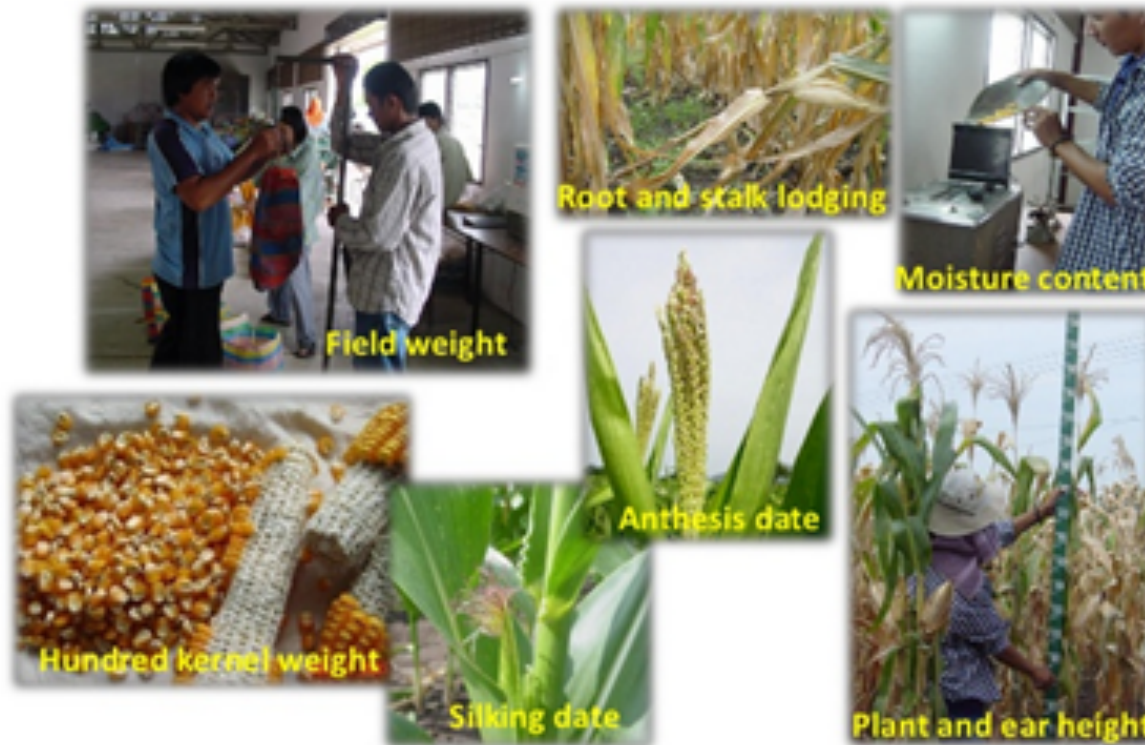 Root and stalk lodging
Moisture content
Field weight
Anthesis date
Hundred kernel weight
Silking date
Plant and ear height